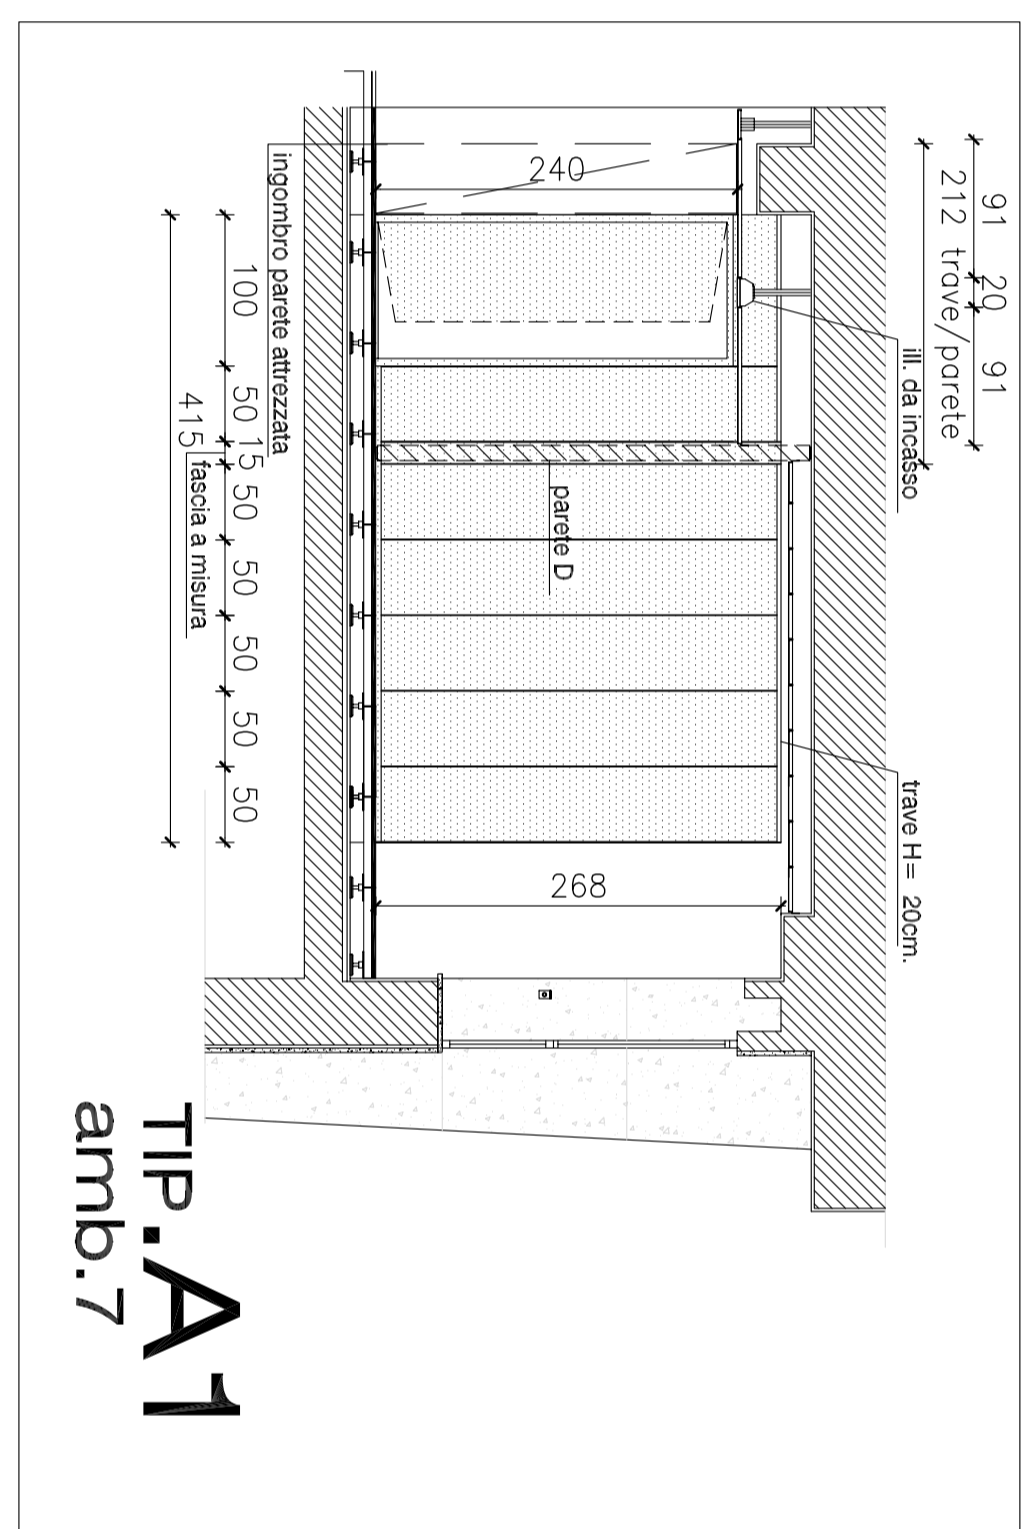 91 20 91
212 trave/parete
ill. da incasso
trave H= 20cm.
240
parete D
268
ingombro parete attrezzata
100 50 15 50 50 50 50 50
415
fascia a misura
TIP.A1
amb.7